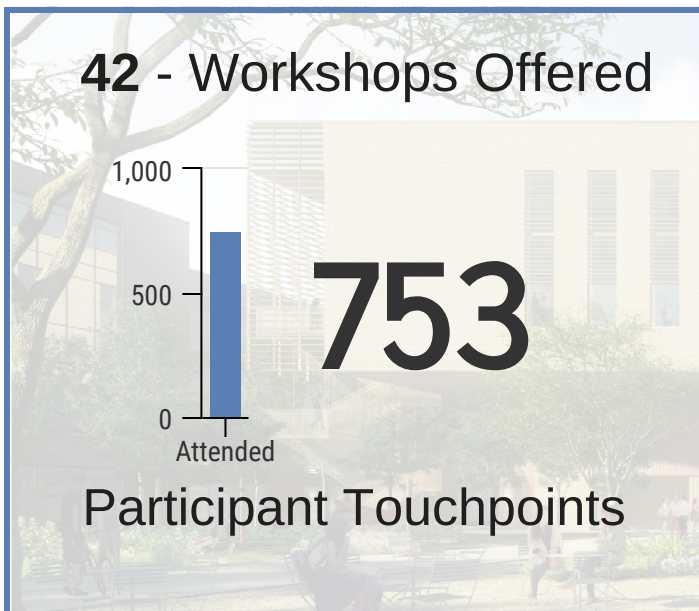 42 - Workshops Offered
1,000
500
0
Attended
753
Participant Touchpoints